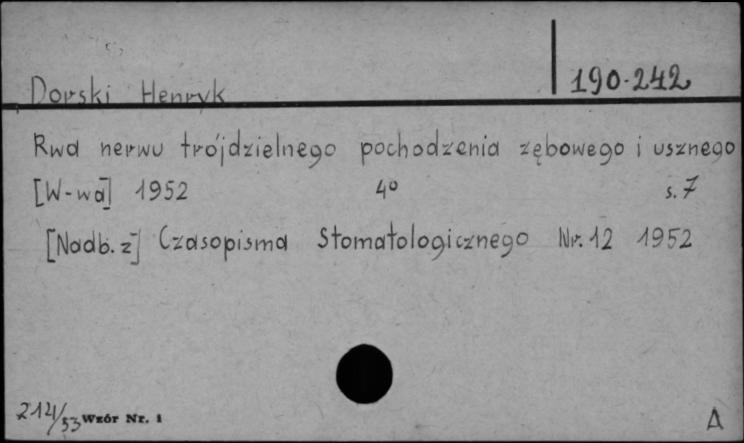 190.242
Dorski Henryk
Rwa nerwu trójdzielnego pochodzenia zębowego i usznego
[W-wa] 1952 4° s. 7
[Nadb. z] Czasopisma Stomatologicznego Nr. 12 1952
214/53 Wzór Nr. 1 A